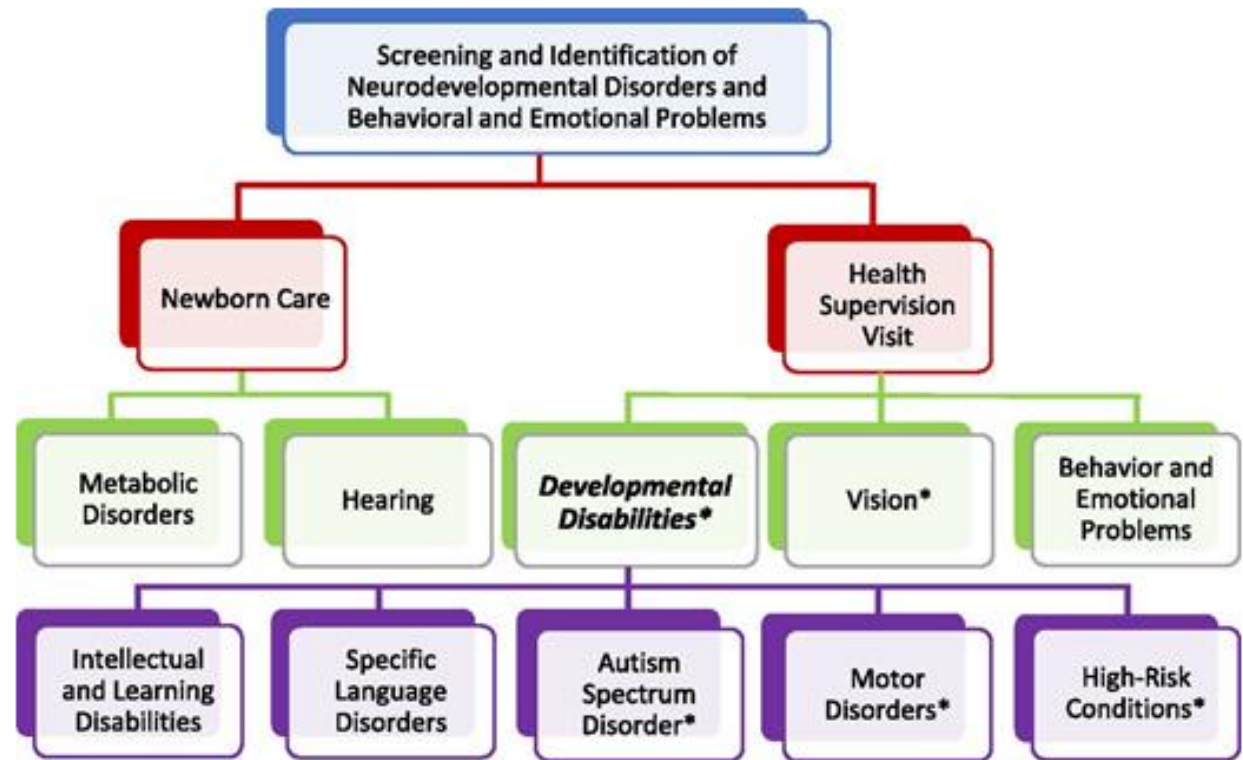 Screening and Identification of
Neurodevelopmental Disorders and
Behavioral and Emotional Problems
Newborn Care
Health
Supervision
Visit
Metabolic
Disorders
Hearing
Developmental
Disabilities*
Vision*
Behavior and
Emotional
Problems
Intellectual
and Learning
Disabilities
Specific
Language
Disorders
Autism
Spectrum
Disorder*
Motor
Disorders*
High-Risk
Conditions*